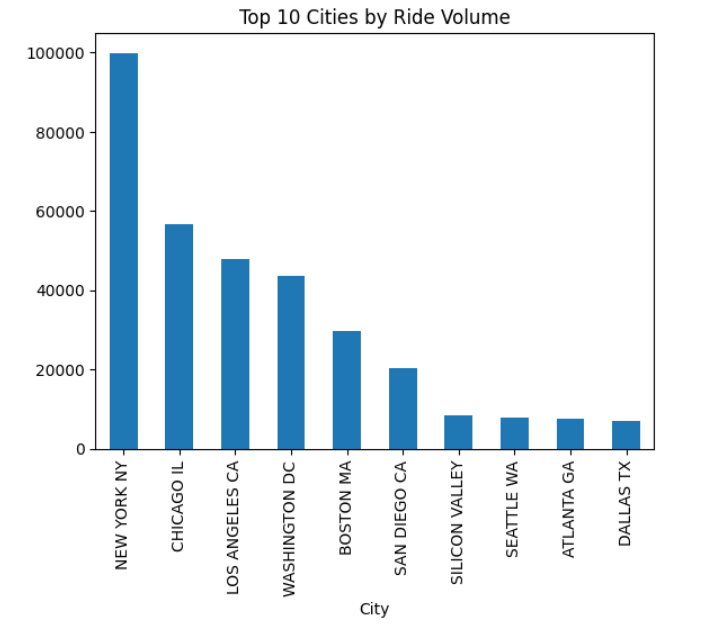 Top 10 Cities by Ride Volume
100000
80000
60000
40000
20000
0
NEW YORK NY
CHICAGO IL
LOS ANGELES CA
WASHINGTON DC
BOSTON MA
SAN DIEGO CA
SILICON VALLEY
SEATTLE WA
ATLANTA GA
DALLAS TX
City